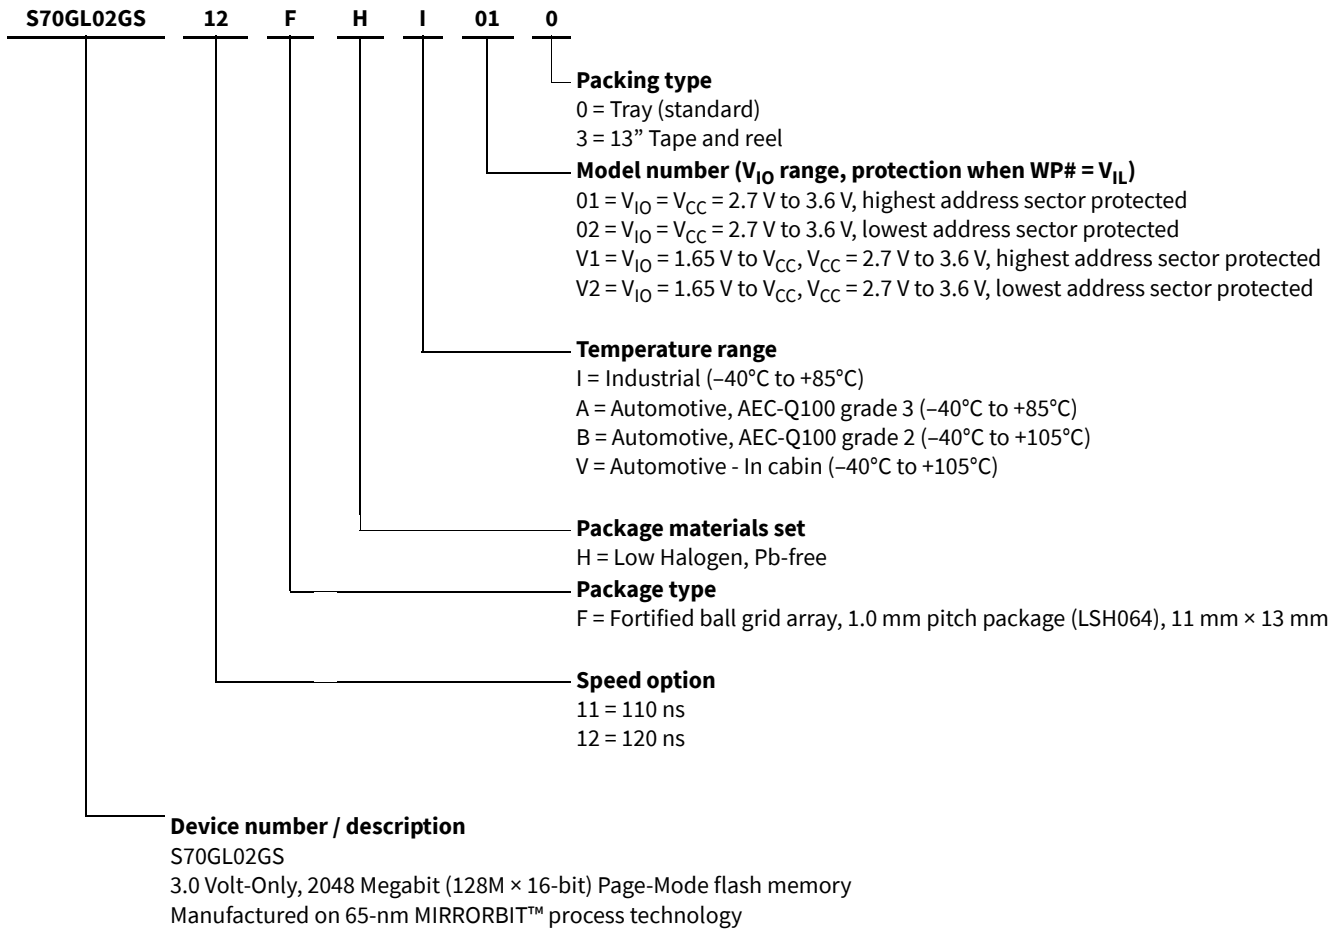 S70GL02GS 12 F H I 01 0
Packing type
0 = Tray (standard)
3 = 13” Tape and reel
Model number (VIO range, protection when WP# = VIL)
01 = VIO = VCC = 2.7 V to 3.6 V, highest address sector protected
02 = VIO = VCC = 2.7 V to 3.6 V, lowest address sector protected
V1 = VIO = 1.65 V to VCC, VCC = 2.7 V to 3.6 V, highest address sector protected
V2 = VIO = 1.65 V to VCC, VCC = 2.7 V to 3.6 V, lowest address sector protected
Temperature range
I = Industrial (–40°C to +85°C)
A = Automotive, AEC-Q100 grade 3 (–40°C to +85°C)
B = Automotive, AEC-Q100 grade 2 (–40°C to +105°C)
V = Automotive - In cabin (–40°C to +105°C)
Package materials set
H = Low Halogen, Pb-free
Package type
F = Fortified ball grid array, 1.0 mm pitch package (LSH064), 11 mm × 13 mm
Speed option
11 = 110 ns
12 = 120 ns
Device number / description
S70GL02GS
3.0 Volt-Only, 2048 Megabit (128M × 16-bit) Page-Mode flash memory
Manufactured on 65-nm MIRRORBIT™ process technology